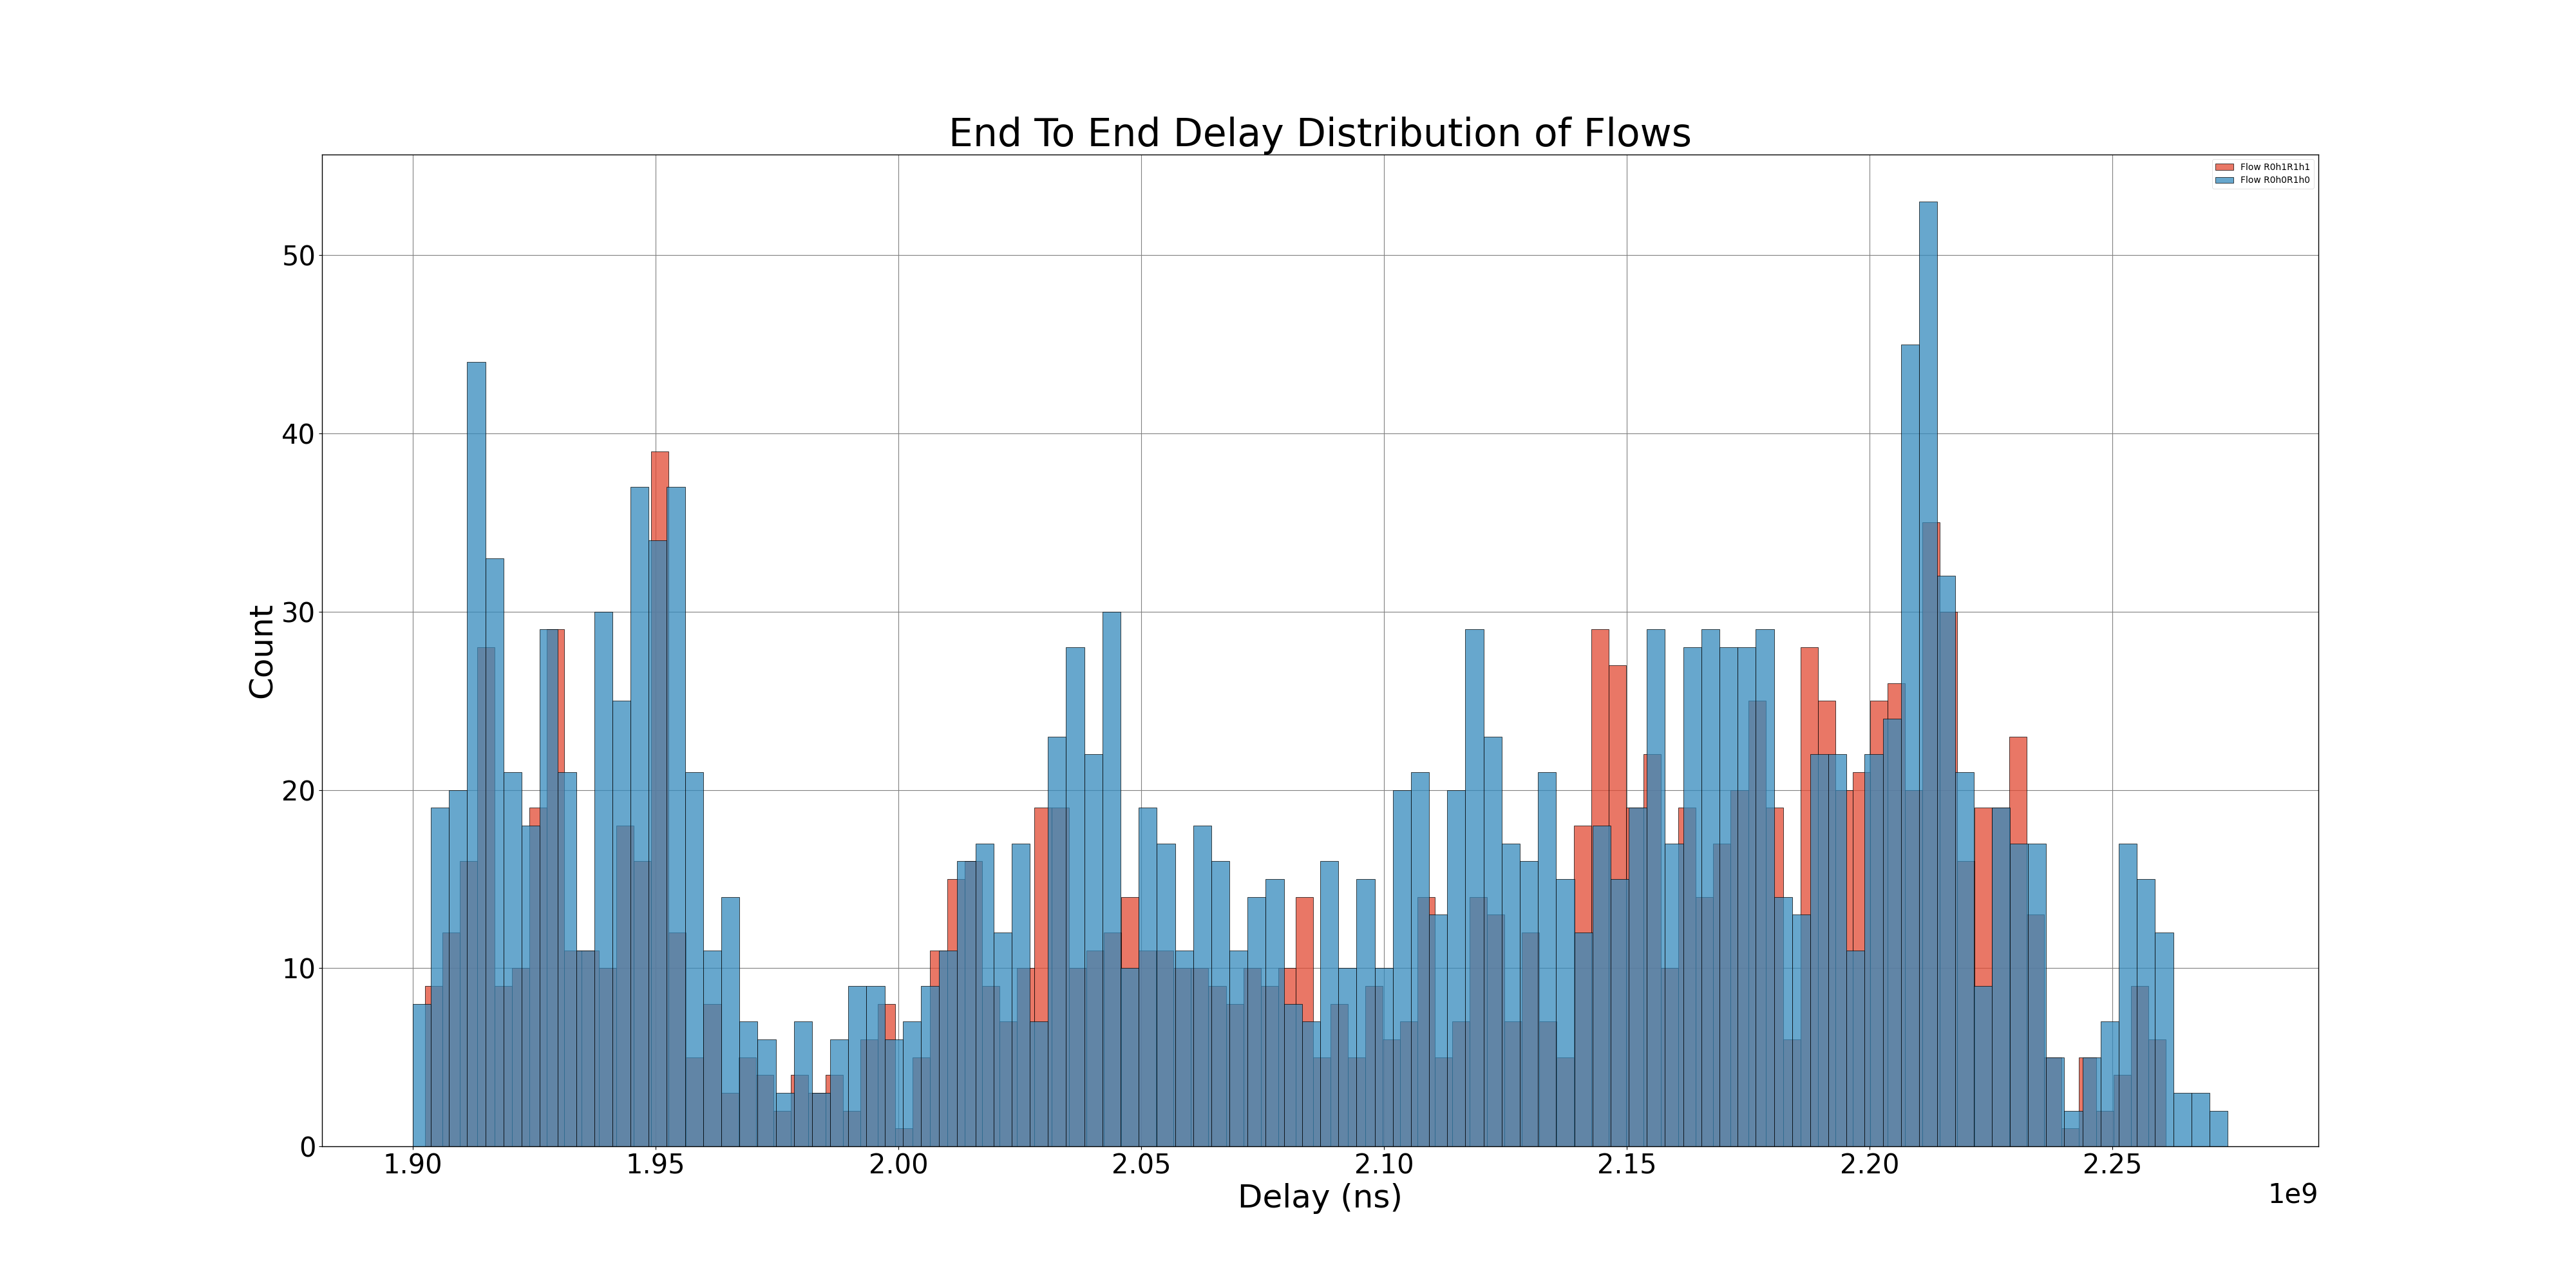 End To End Delay Distribution of Flows
Flow R0h1R1h1
Flow R0h0R1h0
50
40
30
20
10
0
Count
1.90 1.95 2.00 2.05 2.10 2.15 2.20 2.25
Delay (ns)
1e9